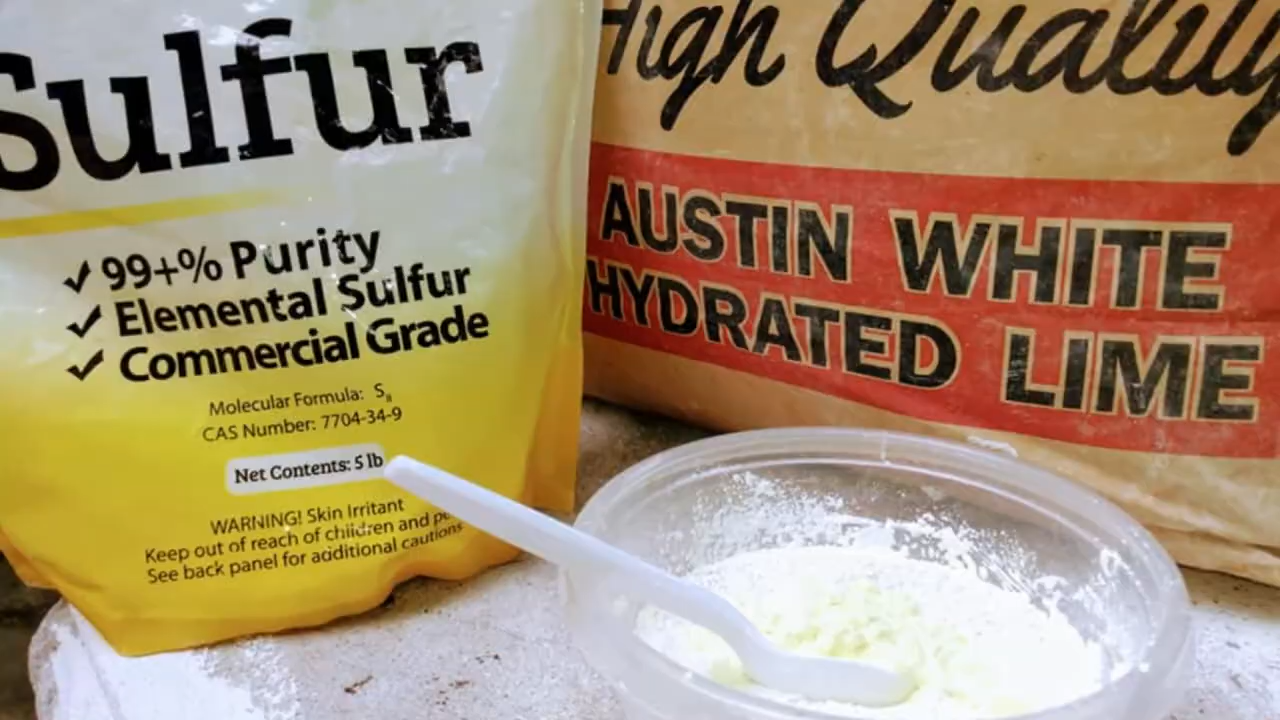 Sulfur
✓ 99+% Purity
✓ Elemental Sulfur
✓ Commercial Grade
Molecular Formula: S₈
CAS Number: 7704-34-9
Net Contents: 5 lb
WARNING! Skin Irritant
Keep out of reach of children and
See back panel for additional cautions
High Quality
AUSTIN WHITE
HYDRATED LIME